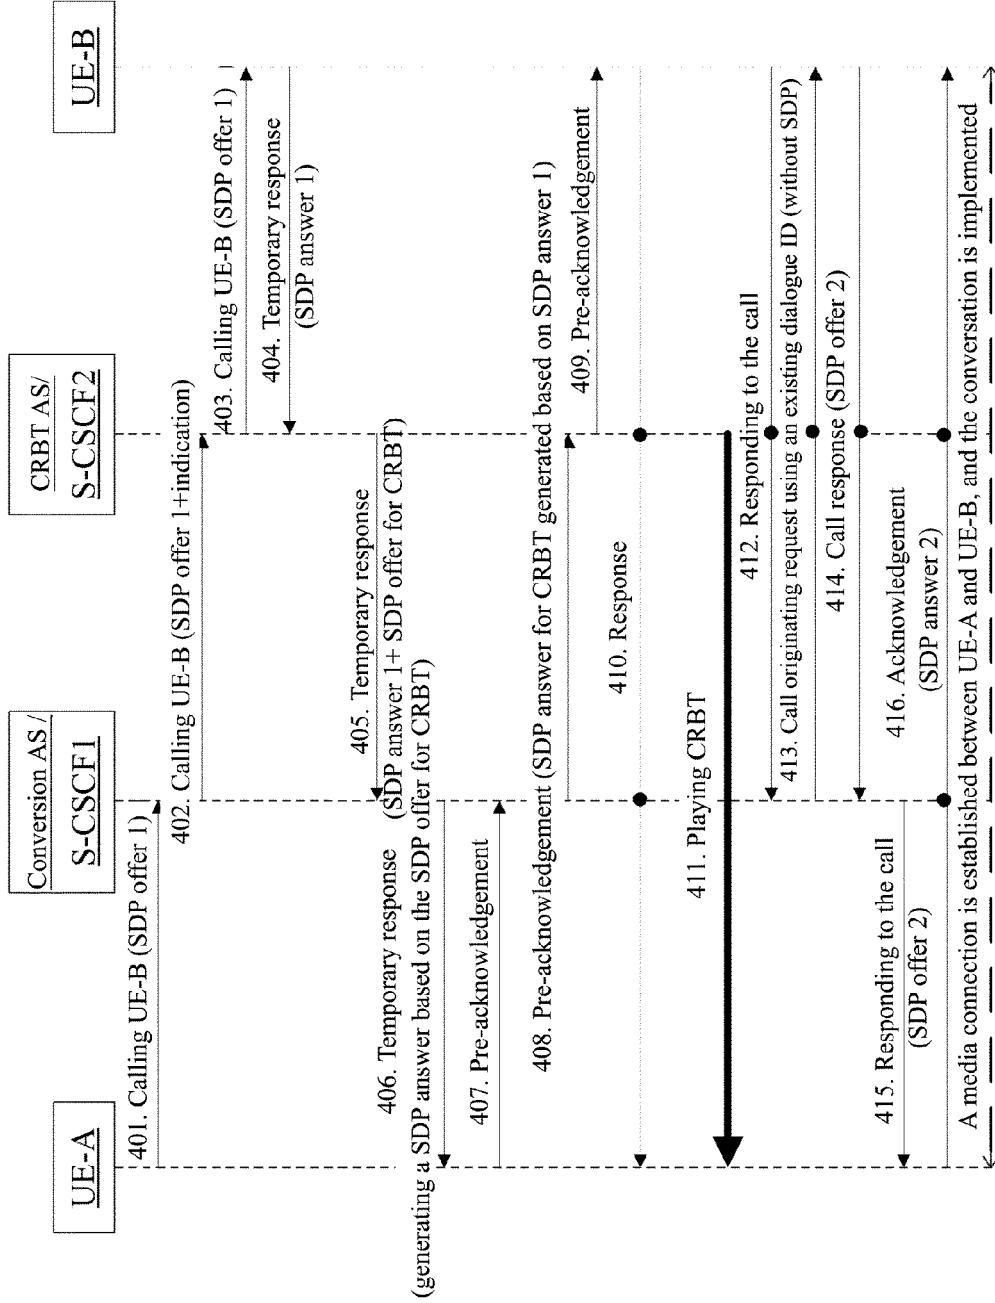 UE-A
Conversion AS /
S-CSCF1
CRBT AS/
S-CSCF2
UE-B
401. Calling UE-B (SDP offer 1)
402. Calling UE-B (SDP offer 1+indication)
403. Calling UE-B (SDP offer 1)
404. Temporary response
(SDP answer 1)
405. Temporary response
(SDP answer 1+ SDP offer for CRBT)
406. Temporary response
(generating a SDP answer based on the SDP offer for CRBT)
407. Pre-acknowledgement
408. Pre-acknowledgement (SDP answer for CRBT generated based on SDP answer 1)
409. Pre-acknowledgement
410. Response
411. Playing CRBT
412. Responding to the call
413. Call originating request using an existing dialogue ID (without SDP)
414. Call response (SDP offer 2)
415. Responding to the call
(SDP offer 2)
416. Acknowledgement
(SDP answer 2)
A media connection is established between UE-A and UE-B, and the conversation is implemented